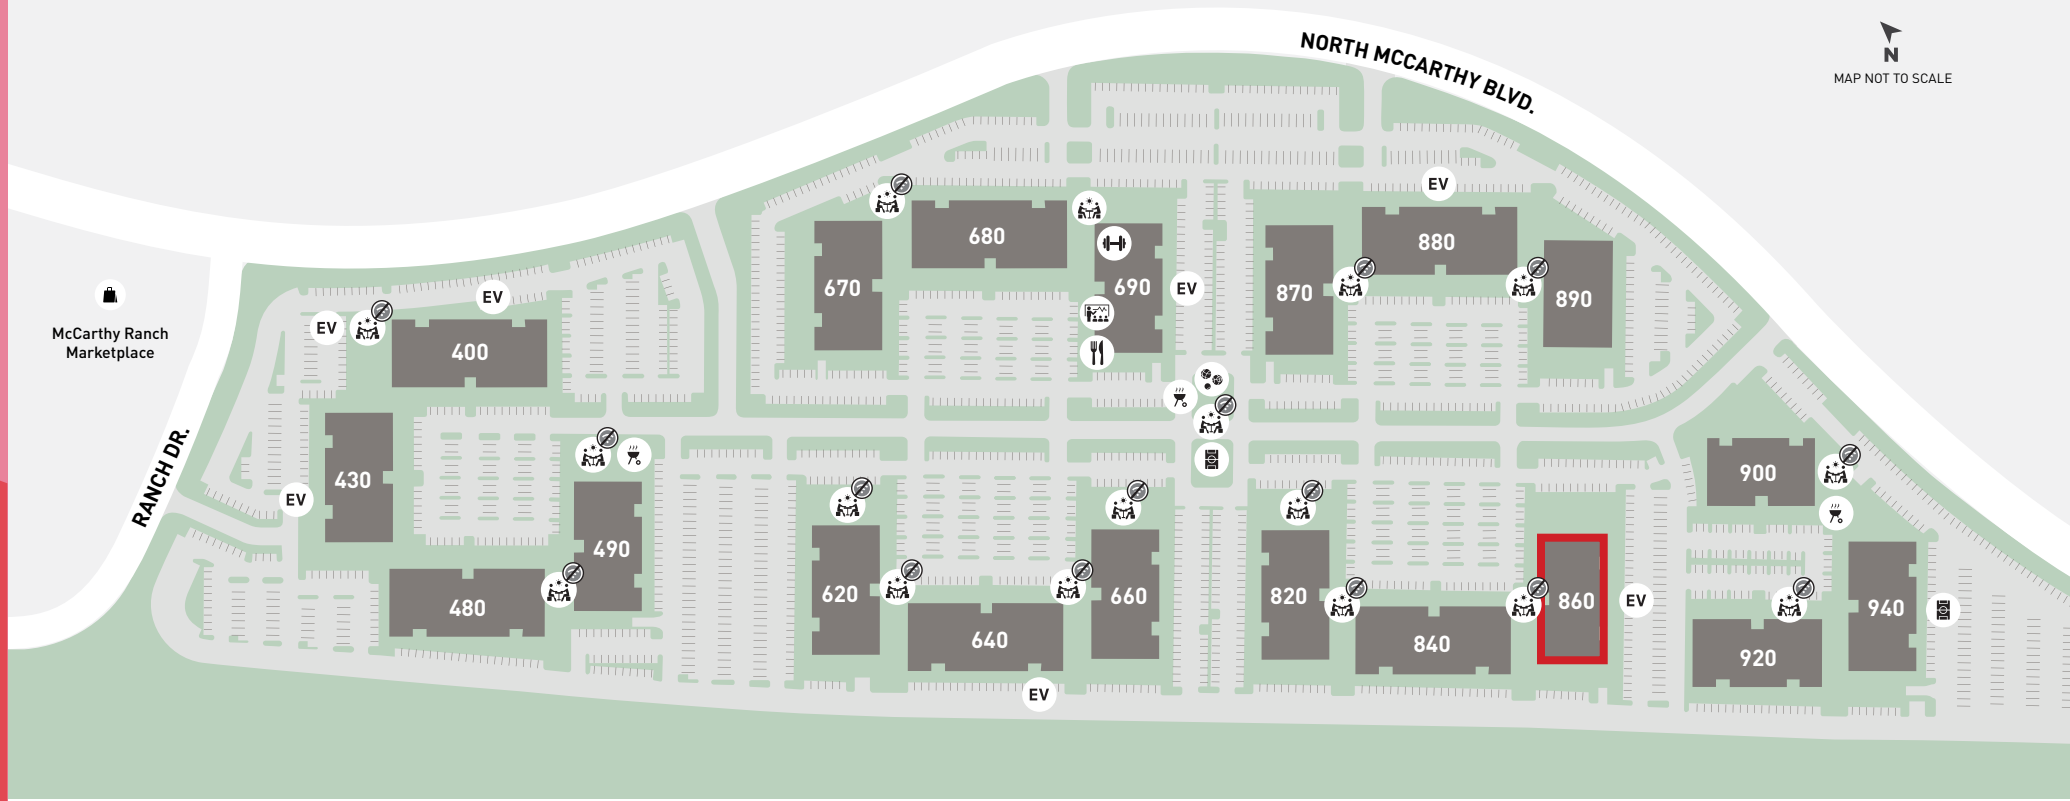 NORTH MCCARTHY BLVD.
N
MAP NOT TO SCALE
EV
680
880
670
690
EV
870
890
EV
EV
400
McCarthy Ranch
Marketplace
RANCH DR.
430
EV
490
480
900
620
640
660
820
840
860
EV
920
940
EV